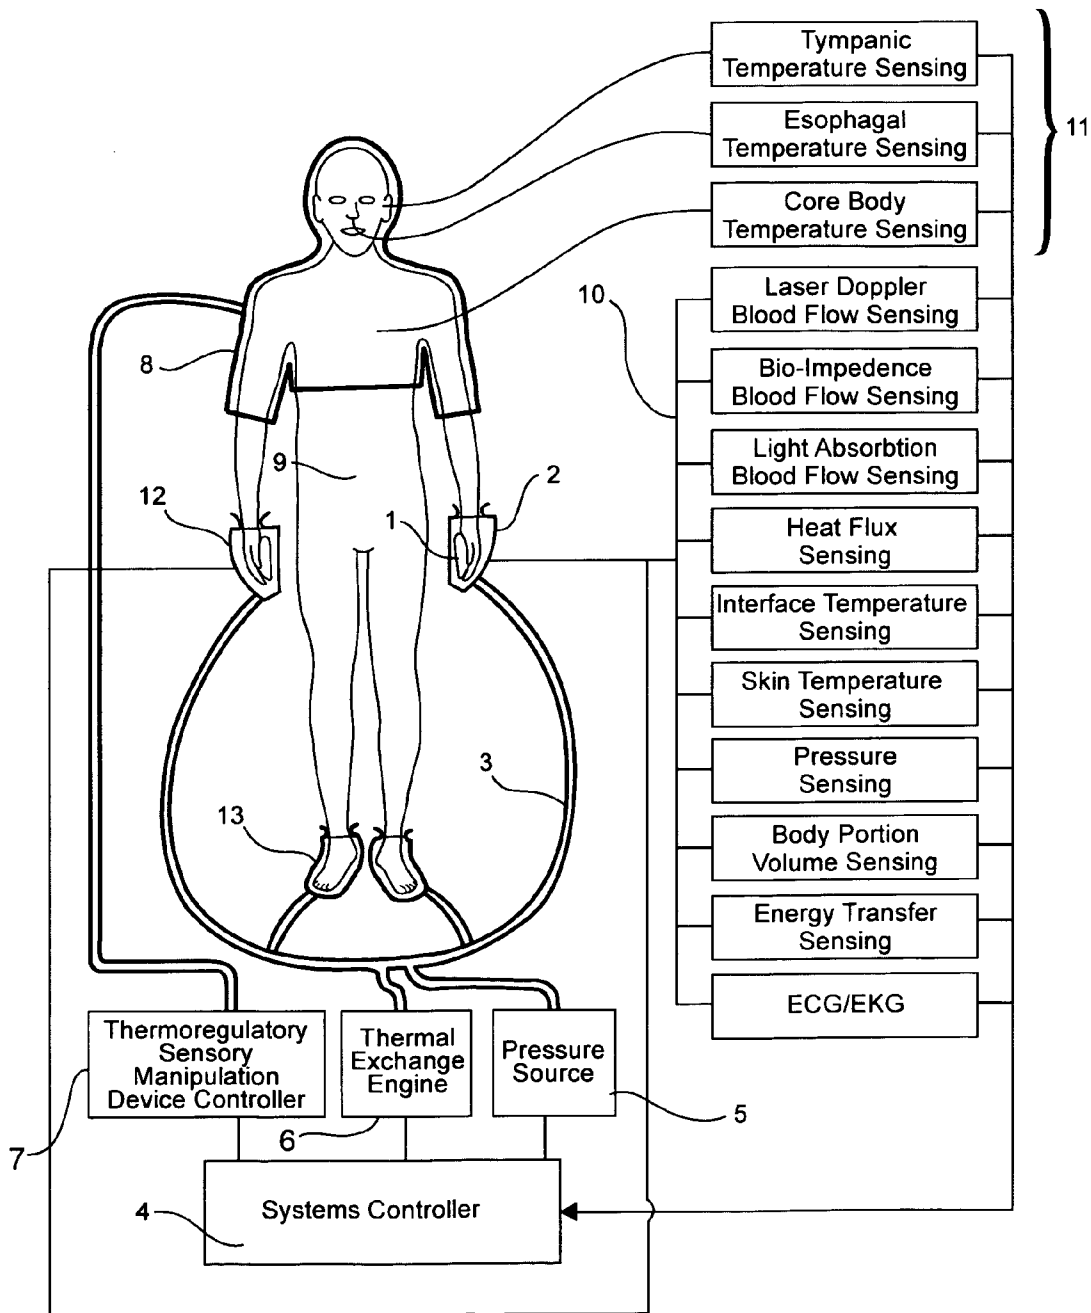 Tympanic
Temperature Sensing
Esophagal
Temperature Sensing
11
Core Body
Temperature Sensing
10
Laser Doppler
Blood Flow Sensing
8
Bio-Impedence
Blood Flow Sensing
Light Absorbtion
Blood Flow Sensing
9
2
12
1
Heat Flux
Sensing
Interface Temperature
Sensing
Skin Temperature
Sensing
3
Pressure
Sensing
13
Body Portion
Volume Sensing
Energy Transfer
Sensing
ECG/EKG
Thermoregulatory
Sensory
Manipulation
Device Controller
Thermal
Exchange
Engine
Pressure
Source
7
6
5
4
Systems Controller